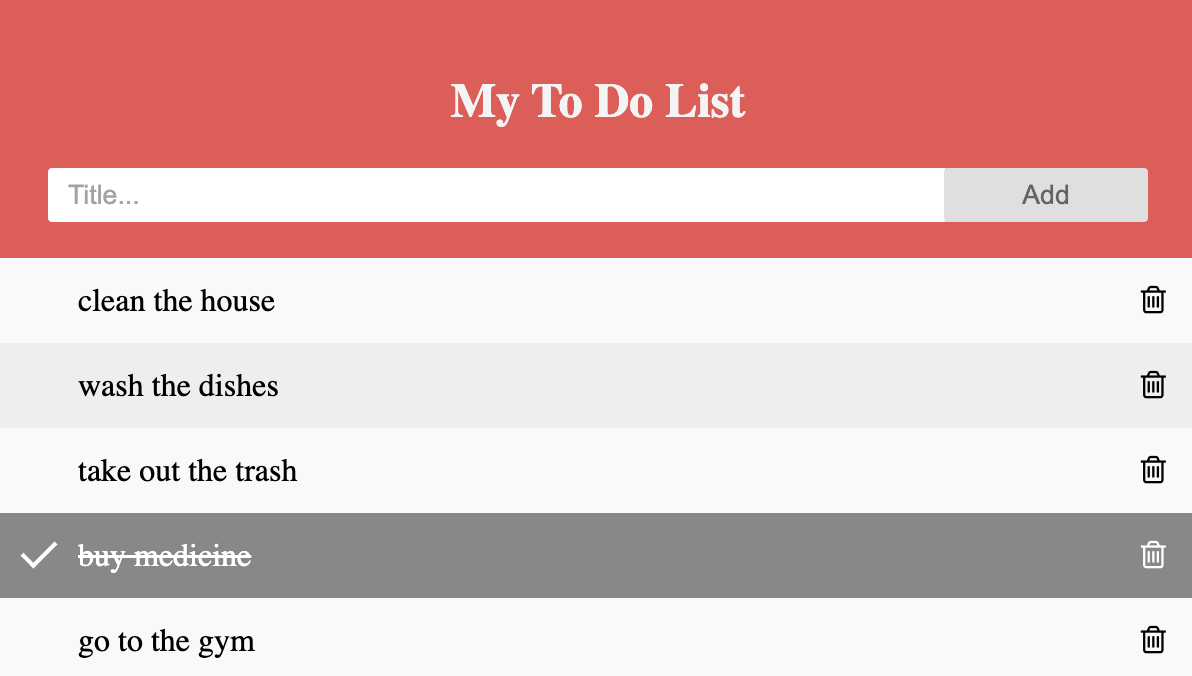 My To Do List
Title...
Add
clean the house
wash the dishes
take out the trash
buy medicine
go to the gym